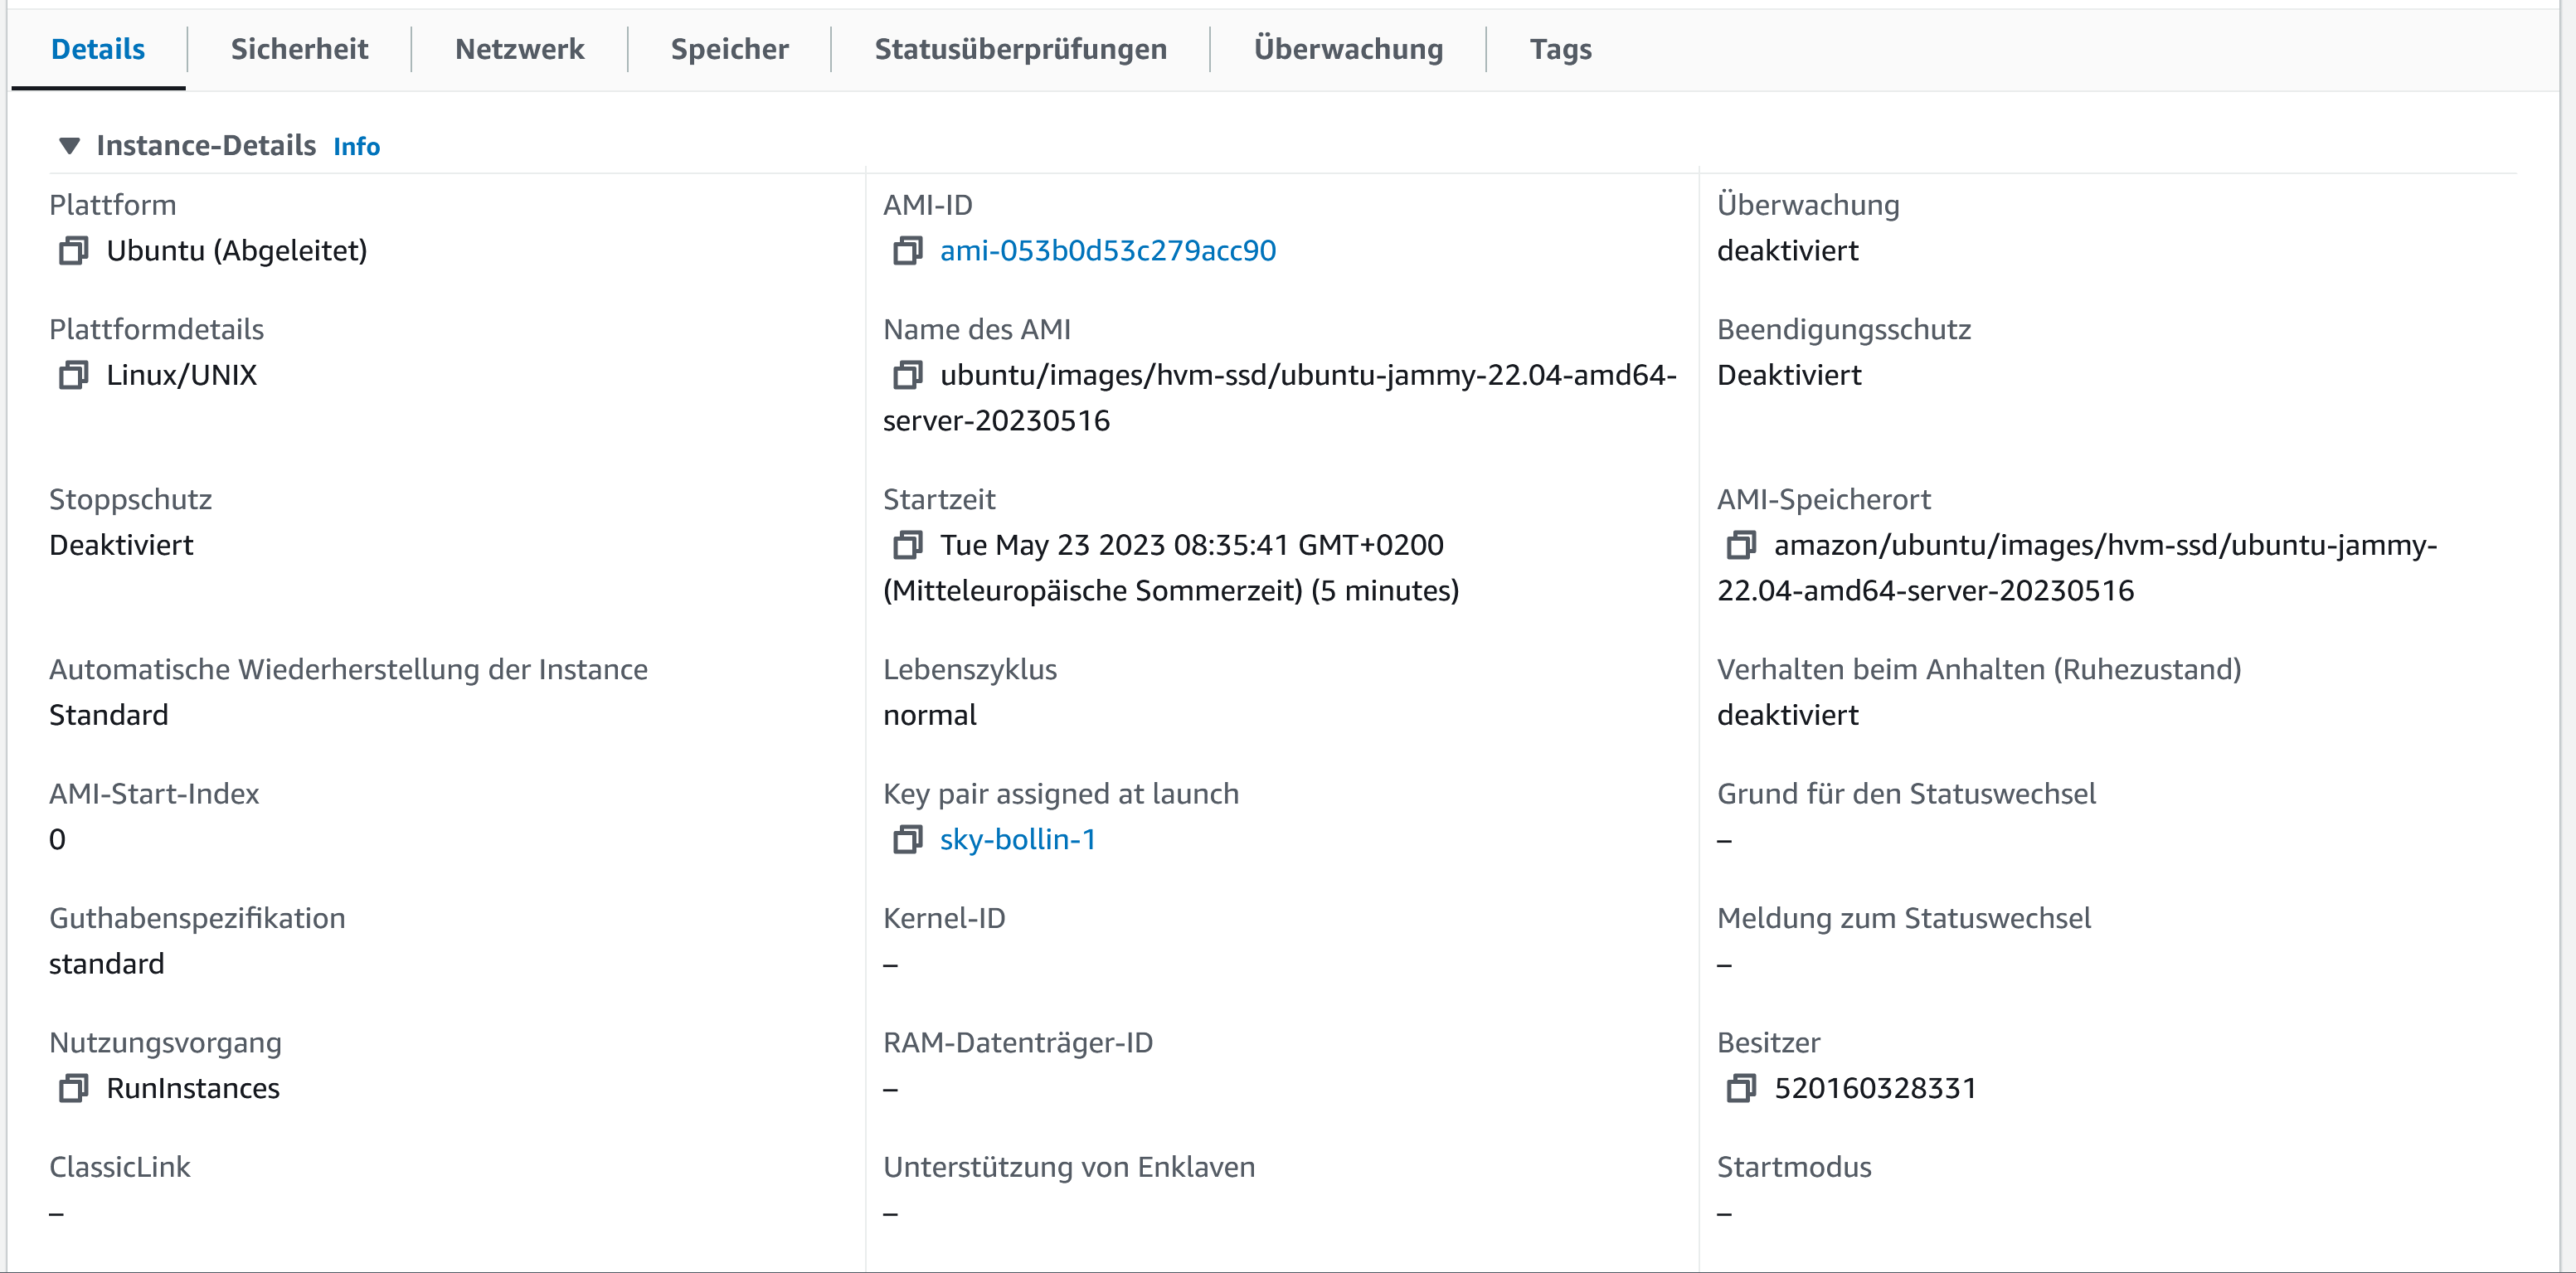 Details
Sicherheit
Netzwerk
Speicher
Statusüberprüfungen
Überwachung
Tags
Instance-Details Info
Plattform
Ubuntu (Abgeleitet)
AMI-ID
ami-053b0d53c279acc90
Überwachung
deaktiviert
Plattformdetails
Linux/UNIX
Name des AMI
ubuntu/images/hvm-ssd/ubuntu-jammy-22.04-amd64-
server-20230516
Beendigungsschutz
Deaktiviert
Stoppschutz
Deaktiviert
Startzeit
Tue May 23 2023 08:35:41 GMT+0200
(Mitteleuropäische Sommerzeit) (5 minutes)
AMI-Speicherort
amazon/ubuntu/images/hvm-ssd/ubuntu-jammy-
22.04-amd64-server-20230516
Automatische Wiederherstellung der Instance
Standard
Lebenszyklus
normal
Verhalten beim Anhalten (Ruhezustand)
deaktiviert
AMI-Start-Index
0
Key pair assigned at launch
sky-bollin-1
Grund für den Statuswechsel
–
Guthabenspezifikation
standard
Kernel-ID
–
Meldung zum Statuswechsel
–
Nutzungsvorgang
RunInstances
RAM-Datenträger-ID
–
Besitzer
520160328331
ClassicLink
–
Unterstützung von Enklaven
–
Startmodus
–